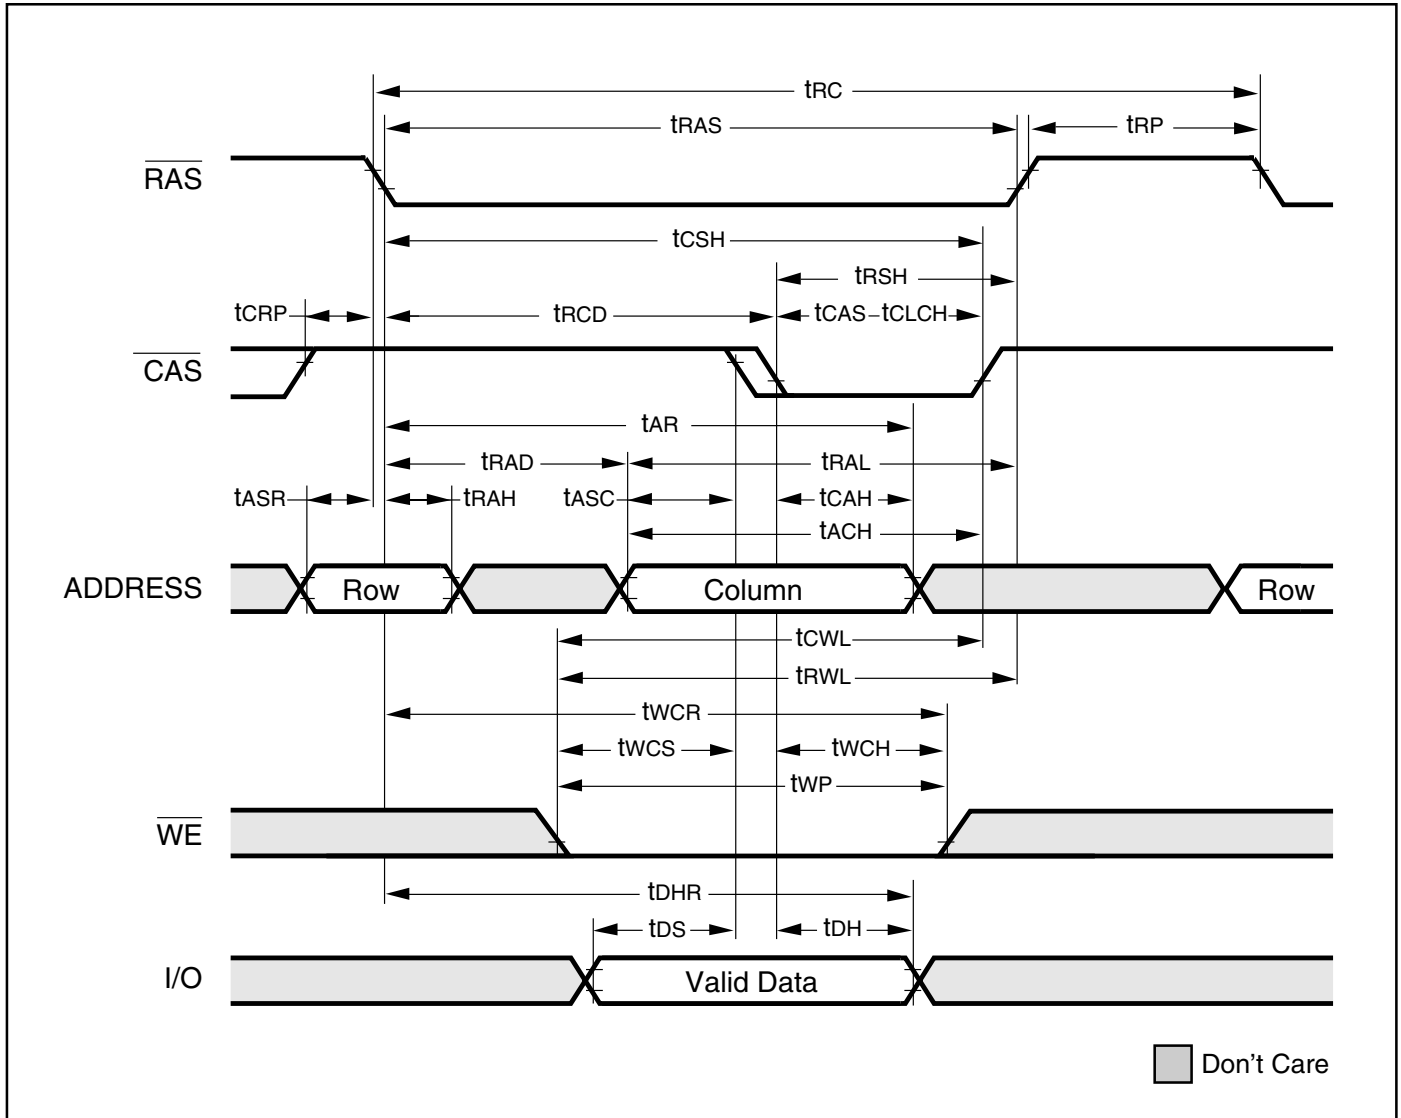 tRC
tRAS
tRP
RAS
tCSH
tRSH
tCRP
tRCD
tCAS
tCLCH
CAS
tAR
tRAD
tRAL
tASR
tRAH
tASC
tCAH
tACH
ADDRESS
Row
Column
Row
tCWL
tRWL
tWCR
tWCS
tWCH
tWP
WE
tDHR
tDS
tDH
I/O
Valid Data
Don't Care